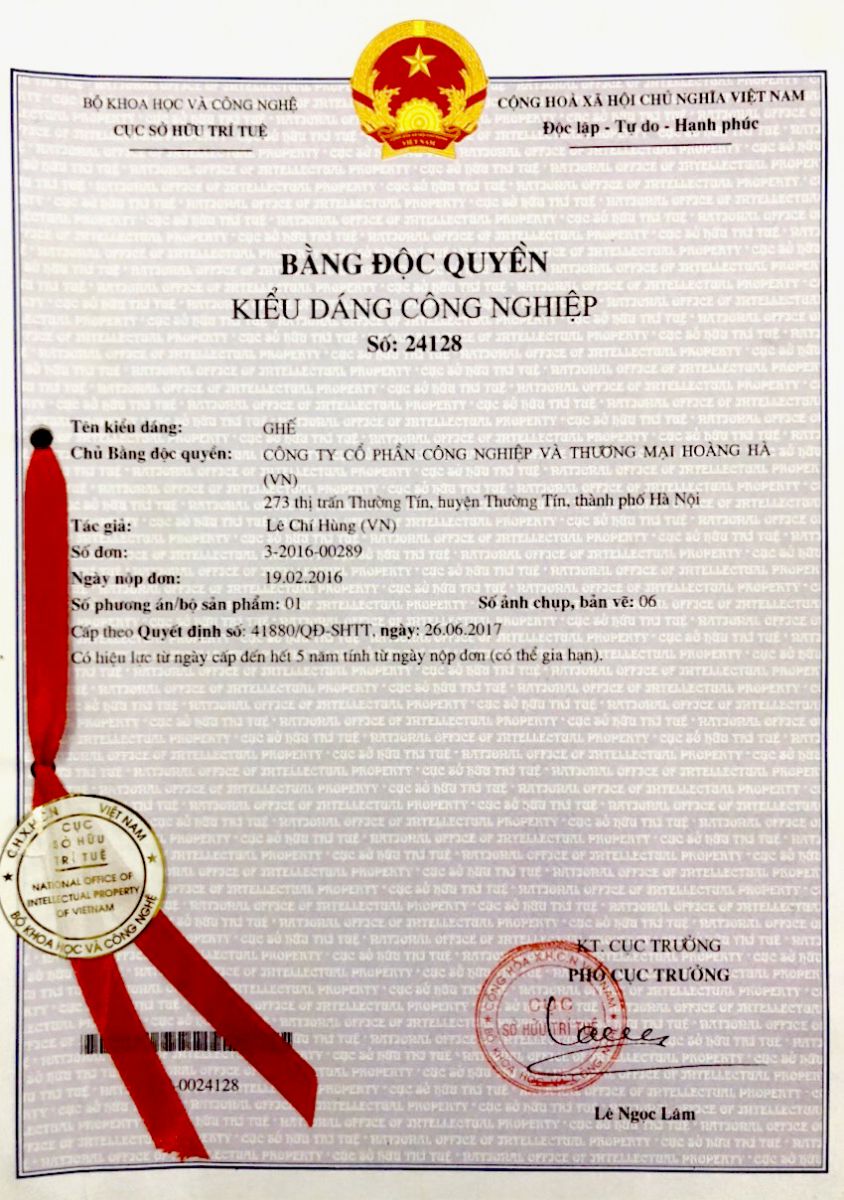 BỘ KHOA HỌC VÀ CÔNG NGHỆ
CỤC SỞ HỮU TRÍ TUỆ
CỘNG HOÀ XÃ HỘI CHỦ NGHĨA VIỆT NAM
Độc lập - Tự do - Hạnh phúc
VIỆT NAM
BẰNG ĐỘC QUYỀN
KIỂU DÁNG CÔNG NGHIỆP
Số: 24128
Tên kiểu dáng: GHẾ
Chủ Bằng độc quyền: CÔNG TY CỔ PHẦN CÔNG NGHIỆP VÀ THƯƠNG MẠI HOÀNG HÀ
(VN)
273 thị trấn Thường Tín, huyện Thường Tín, thành phố Hà Nội
Tác giả: Lê Chí Hùng (VN)
Số đơn: 3-2016-00289
Ngày nộp đơn: 19.02.2016
Số phương án/bộ sản phẩm: 01 Số ảnh chụp, bản vẽ: 06
Cấp theo Quyết định số: 41880/QĐ-SHTT, ngày: 26.06.2017
Có hiệu lực từ ngày cấp đến hết 5 năm tính từ ngày nộp đơn (có thể gia hạn).
C.H.X.H.C.N VIỆT NAM
CỤC
SỞ HỮU
TRÍ TUỆ
NATIONAL OFFICE OF
INTELLECTUAL PROPERTY
OF VIETNAM
BỘ KHOA HỌC VÀ CÔNG NGHỆ
KT. CỤC TRƯỞNG
PHÓ CỤC TRƯỞNG
CỤC
SỞ HỮU TRÍ TUỆ
-0024128
Lê Ngọc Lâm